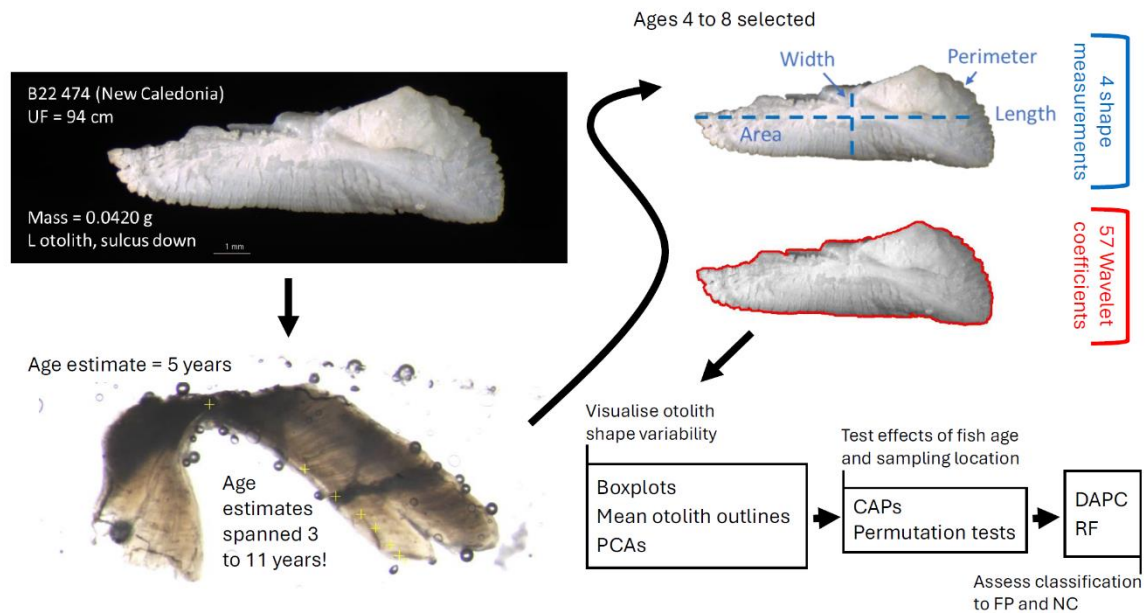 B22 474 (New Caledonia)
UF = 94 cm
Mass = 0.0420 g
L otolith, sulcus down
1 mm
Age estimate = 5 years
Age
estimates
spanned 3
to 11 years!
Ages 4 to 8 selected
Width
Perimeter
Length
Area
4 shape
measurements
57 Wavelet
coefficients
Visualise otolith
shape variability
Boxplots
Mean otolith outlines
PCAs
Test effects of fish age
and sampling location
CAPs
Permutation tests
DAPC
RF
Assess classification
to FP and NC